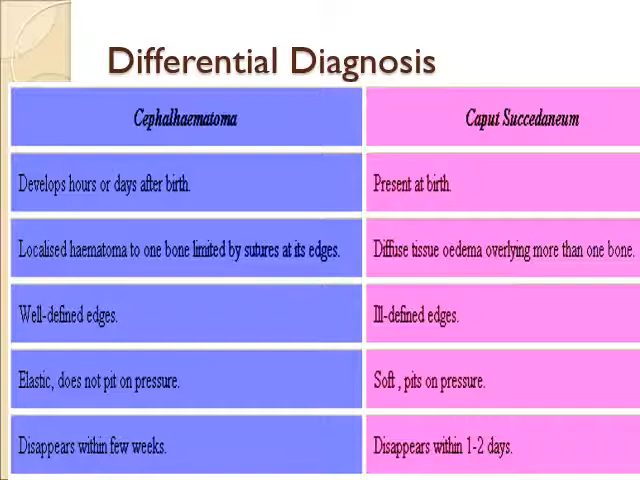 Differential Diagnosis
Cephalhaematoma
Caput Succedaneum
Develops hours or days after birth.
Present at birth.
Localised haematoma to one bone limited by sutures at its edges.
Diffuse tissue oedema overlying more than one bone.
Well-defined edges.
Ill-defined edges.
Elastic, does not pit on pressure.
Soft , pits on pressure.
Disappears within few weeks.
Disappears within 1-2 days.